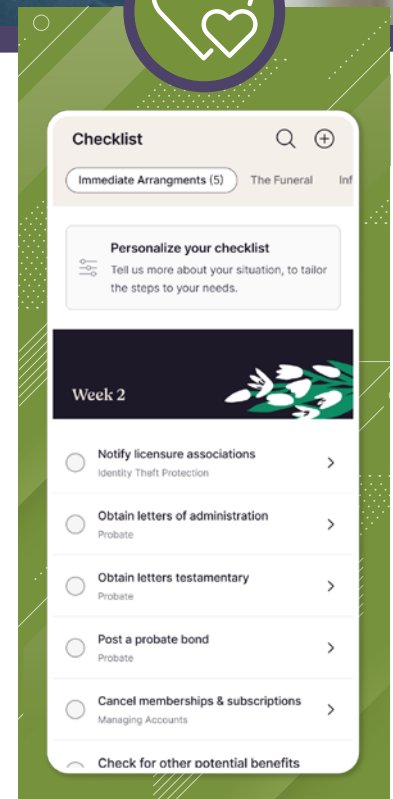 Checklist
Immediate Arrangments (5)
The Funeral
Inf
Personalize your checklist
Tell us more about your situation, to tailor
the steps to your needs.
Week 2
Notify licensure associations
Identity Theft Protection
Obtain letters of administration
Probate
Obtain letters testamentary
Probate
Post a probate bond
Probate
Cancel memberships & subscriptions
Managing Accounts
Check for other potential benefits